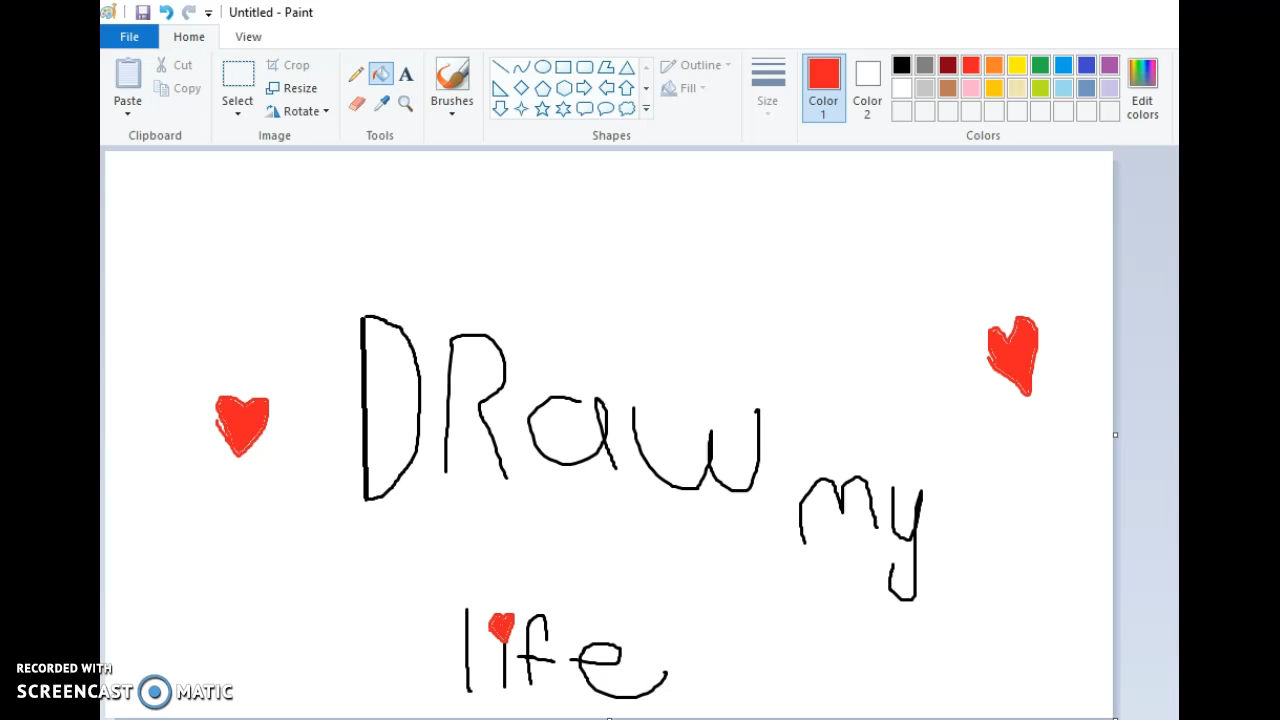 Untitled - Paint
File Home View
Paste
Cut
Copy
Clipboard
Select
Crop
Resize
Rotate
Image
Tools
Brushes
Shapes
Outline
Fill
Size
Color 1
Color 2
Edit colors
Colors
DRaw
my
life
RECORDED WITH
SCREENCAST MATIC